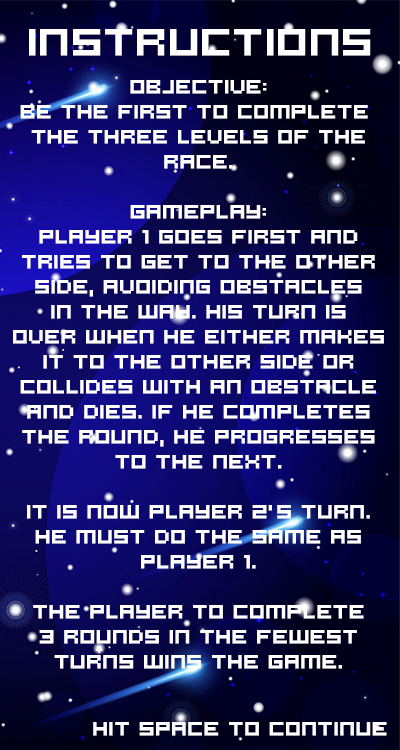 INSTRUCTIONS
OBJECTIVE:
BE THE FIRST TO COMPLETE
THE THREE LEVELS OF THE
RACE.
GAMEPLAY:
PLAYER 1 GOES FIRST AND
TRIES TO GET TO THE OTHER
SIDE, AVOIDING OBSTACLES
IN THE WAY. HIS TURN IS
OVER WHEN HE EITHER MAKES
IT TO THE OTHER SIDE OR
COLLIDES WITH AN OBSTACLE
AND DIES. IF HE COMPLETES
THE ROUND, HE PROGRESSES
TO THE NEXT.
IT IS NOW PLAYER 2'S TURN.
HE MUST DO THE SAME AS
PLAYER 1.
THE PLAYER TO COMPLETE
3 ROUNDS IN THE FEWEST
TURNS WINS THE GAME.
HIT SPACE TO CONTINUE